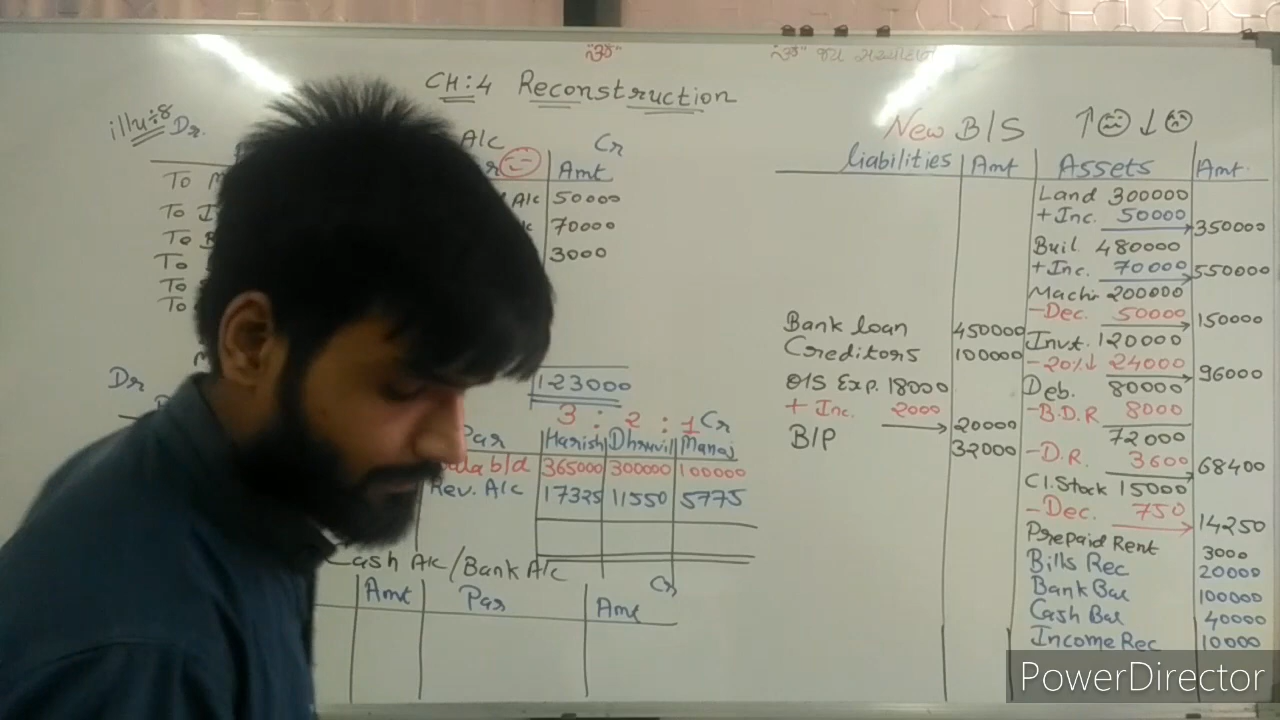 "ૐ"
"ૐ" જય
CH:4 Reconstruction
illu÷8
Dr.
A/c
Cr
Amt
To
A/c 50000
To
70000
To
3000
To
To
To
123000
Dr
3 : 2 : 1 Cr
Par Harish Dhruvil Manaj
b/d 365000 300000 100000
Rev. A/c 17325 11550 5775
Cash A/c / Bank A/c
Cr
Amt Par Amt
New B/S ↑ ↓
Liabilities Amt Assets Amt.
Land 300000
+ Inc. 50000 350000
Buil 480000
+ Inc. 70000 550000
Machi 200000
- Dec. 50000 150000
Bank loan 450000 Invt. 120000
Creditors 100000 - 20%↓ 24000 96000
O/S Exp. 18000 Deb. 80000
+ Inc. 2000 20000 - B.D.R 8000
B/P 32000 72000
- D.R. 3600 68400
Cl. Stock 15000
- Dec. 750 14250
Prepaid Rent 3000
Bills Rec 20000
Bank Bal 100000
Cash Bal 40000
Income Rec 10000
PowerDirector